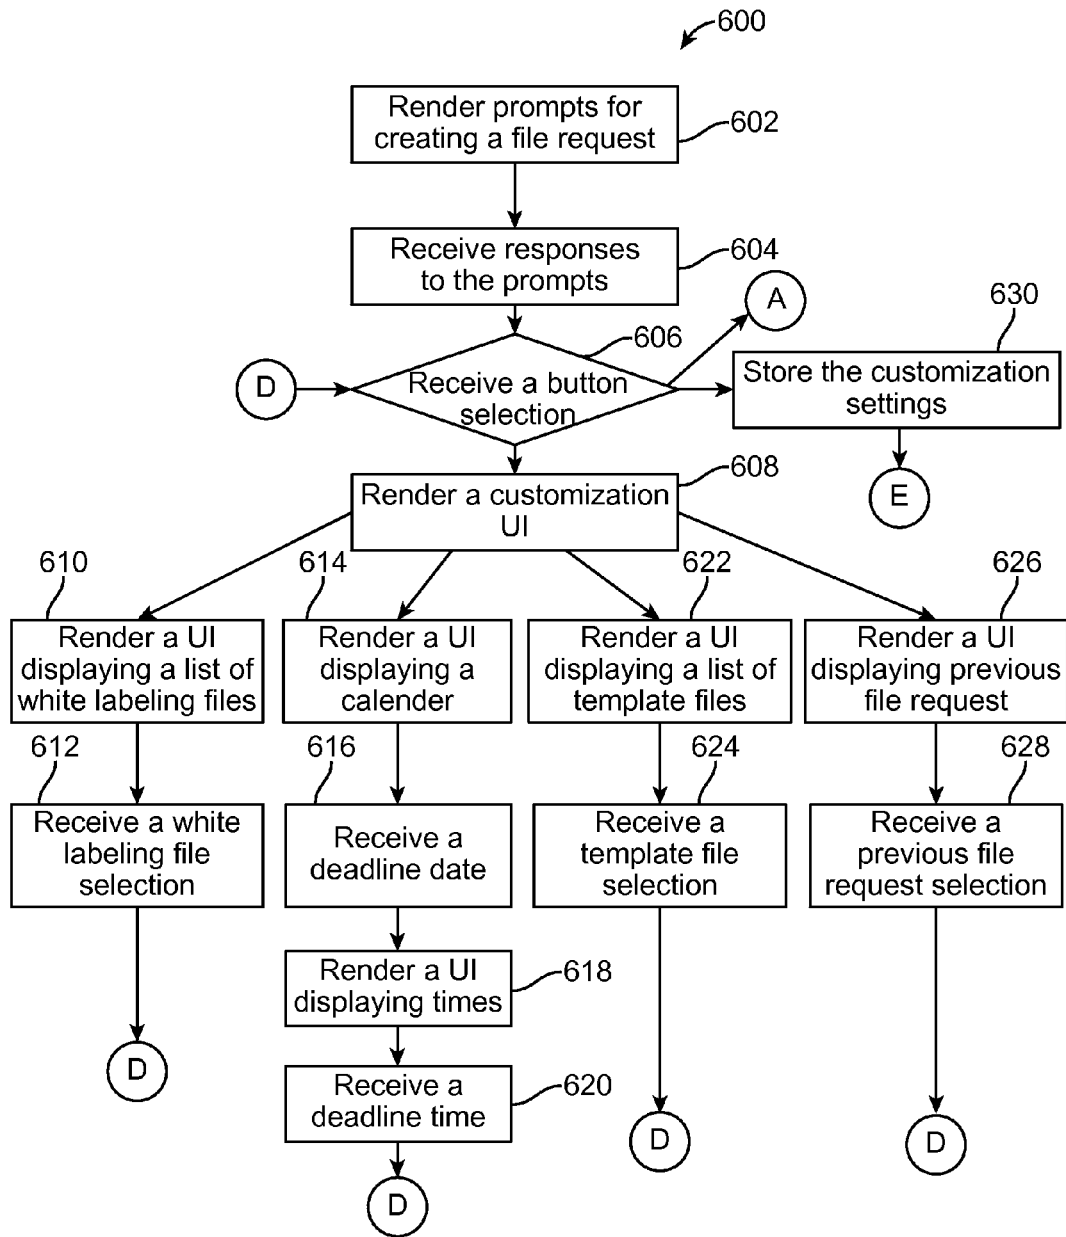 600
Render prompts for
creating a file request
602
Receive responses
to the prompts
604
A
630
606
D
Receive a button
selection
Store the customization
settings
608
Render a customization
UI
E
610
614
622
626
Render a UI
displaying a list of
white labeling files
Render a UI
displaying a
calender
Render a UI
displaying a list of
template files
Render a UI
displaying previous
file request
612
616
624
628
Receive a white
labeling file
selection
Receive a
deadline date
Receive a
template file
selection
Receive a
previous file
request selection
Render a UI
displaying times
618
D
Receive a
deadline time
620
D
D
D